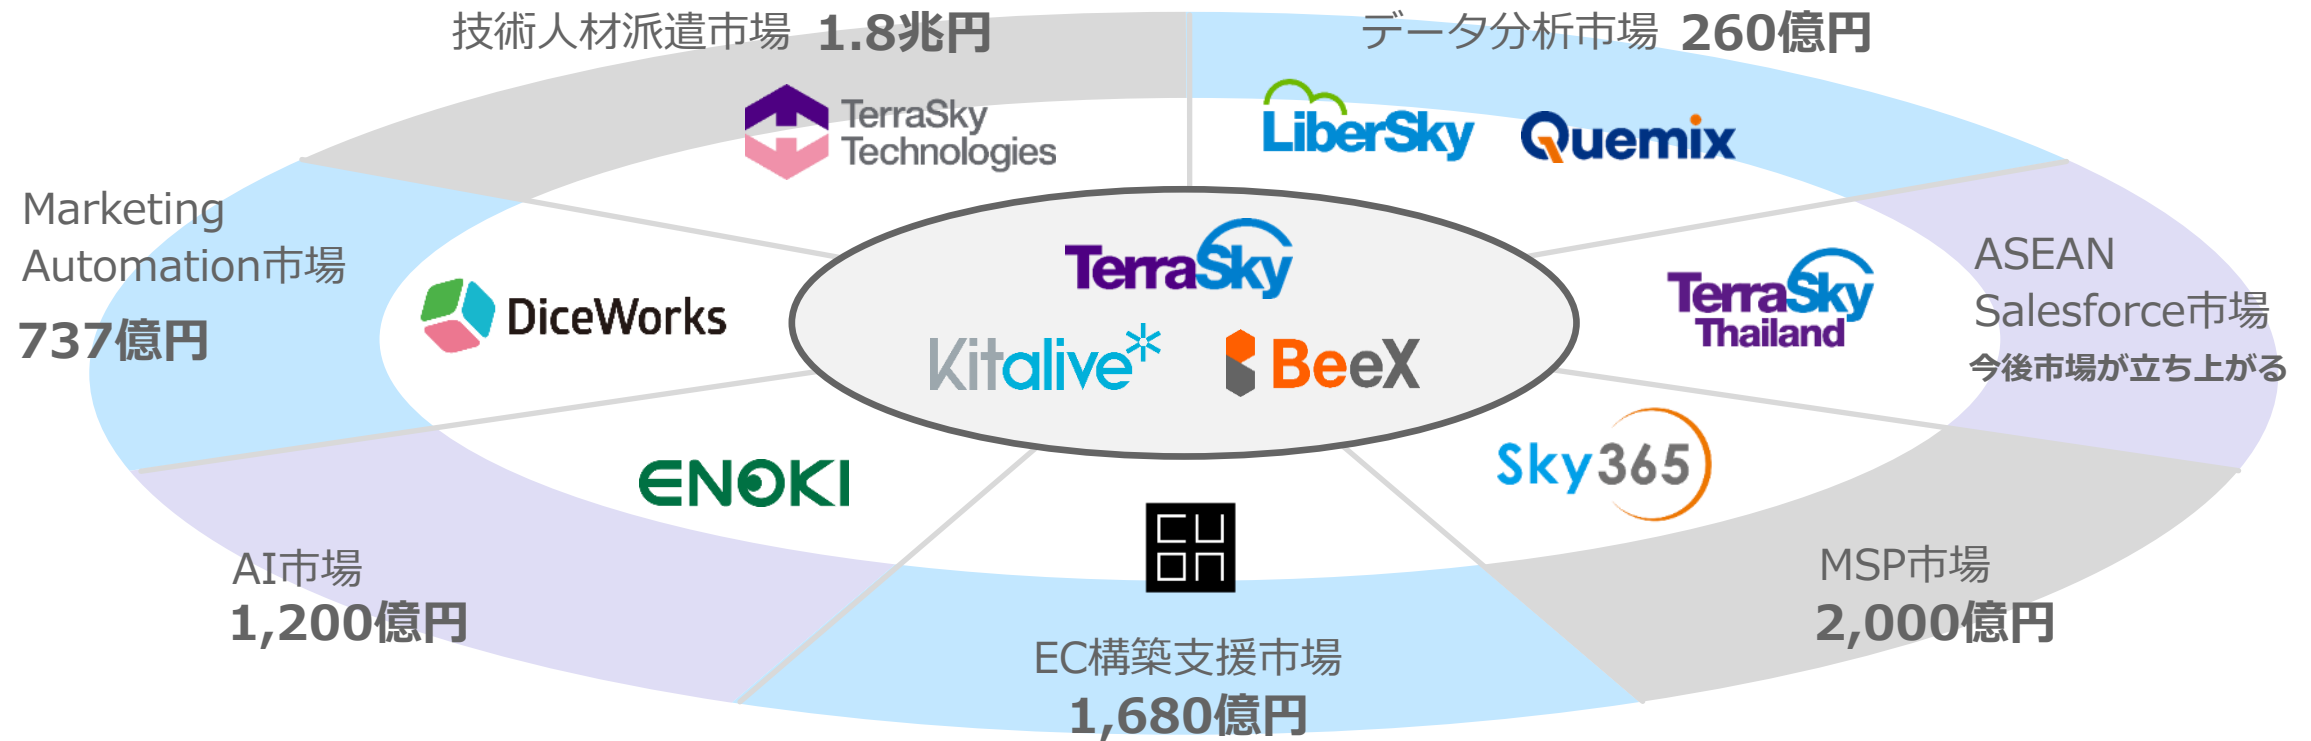 技術人材派遣市場 1.8兆円
データ分析市場 260億円
TerraSky
Technologies
LiberSky
Quemix
Marketing
Automation市場
737億円
DiceWorks
TerraSky
Kitalive*
BeeX
TerraSky
Thailand
ASEAN
Salesforce市場
今後市場が立ち上がる
ENOKI
Sky365
CU
ON
AI市場
1,200億円
EC構築支援市場
1,680億円
MSP市場
2,000億円